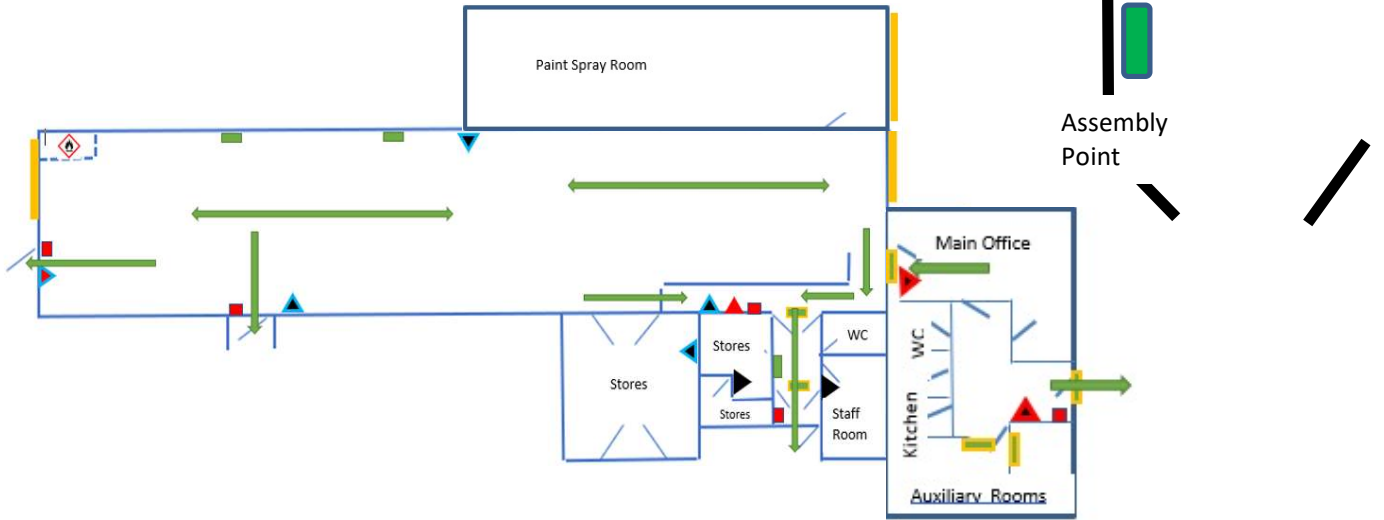 Paint Spray Room
Assembly
Point
Main Office
Stores
WC
WC
Stores
Stores
Staff
Room
Kitchen
Auxiliary Rooms